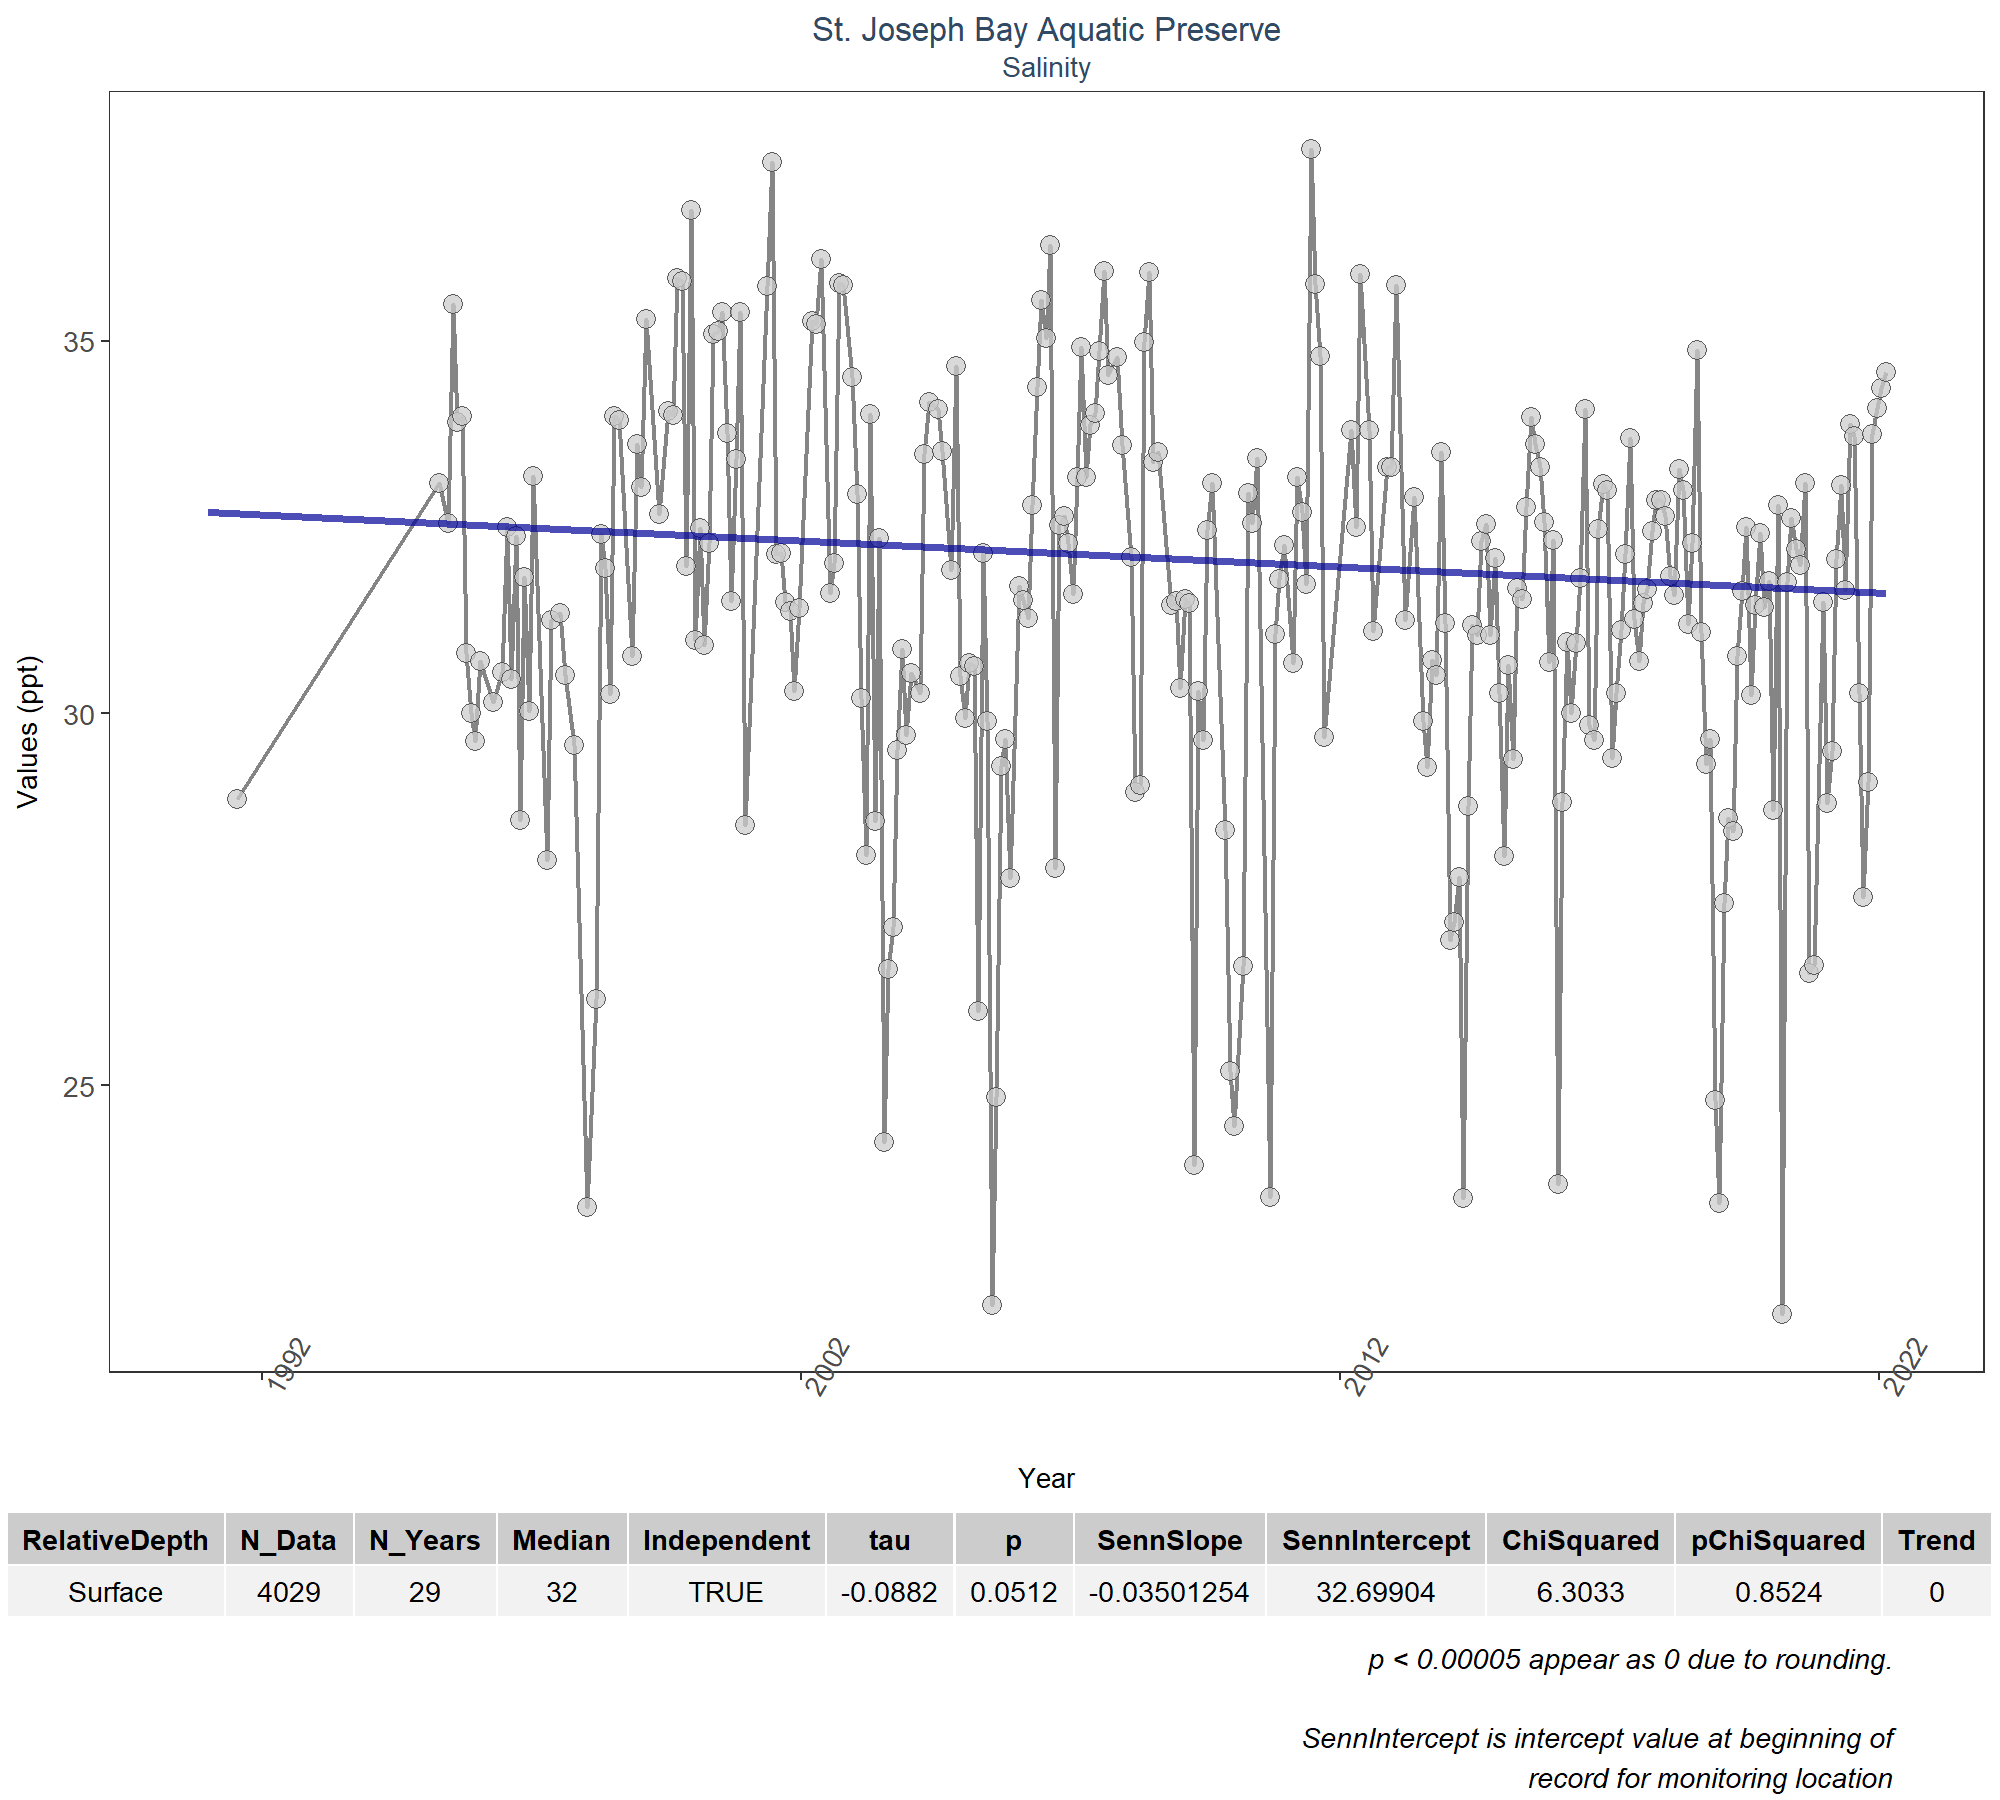 St. Joseph Bay Aquatic Preserve
Salinity
Values (ppt)
35
30
25
1992
2002
2012
2022
Year
RelativeDepth N_Data N_Years Median Independent tau p SennSlope SennIntercept ChiSquared pChiSquared Trend
Surface 4029 29 32 TRUE -0.0882 0.0512 -0.03501254 32.69904 6.3033 0.8524 0
p < 0.00005 appear as 0 due to rounding.
SennIntercept is intercept value at beginning of
record for monitoring location